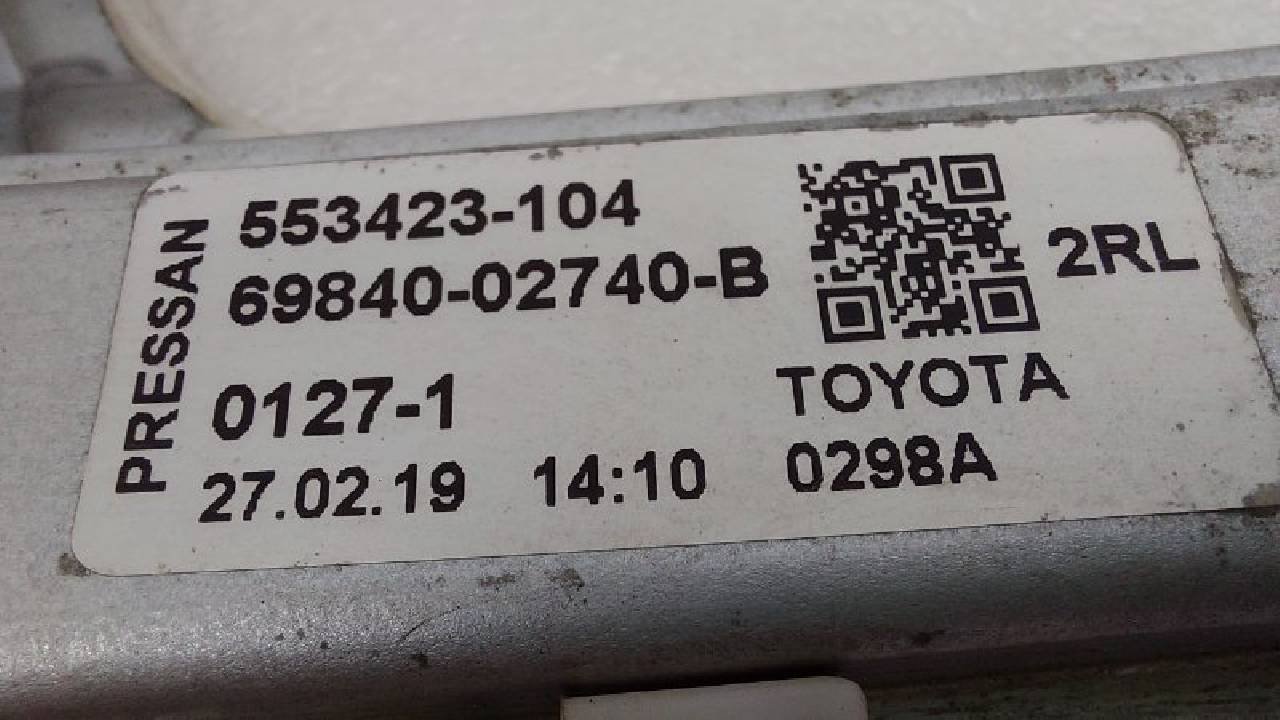 PRESSAN
553423-104
69840-02740-B
2RL
0127-1
TOYOTA
27.02.19 14:10 0298A